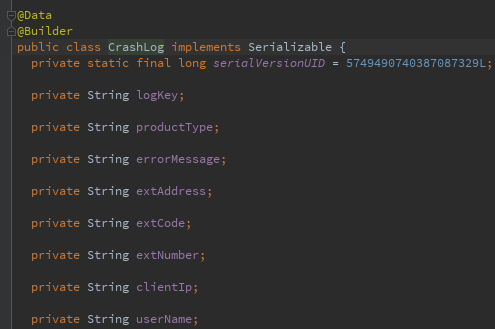 @Data
@Builder
public class CrashLog implements Serializable {
private static final long serialVersionUID = 5749490740387087329L;
private String logKey;
private String productType;
private String errorMessage;
private String extAddress;
private String extCode;
private String extNumber;
private String clientIp;
private String userName;